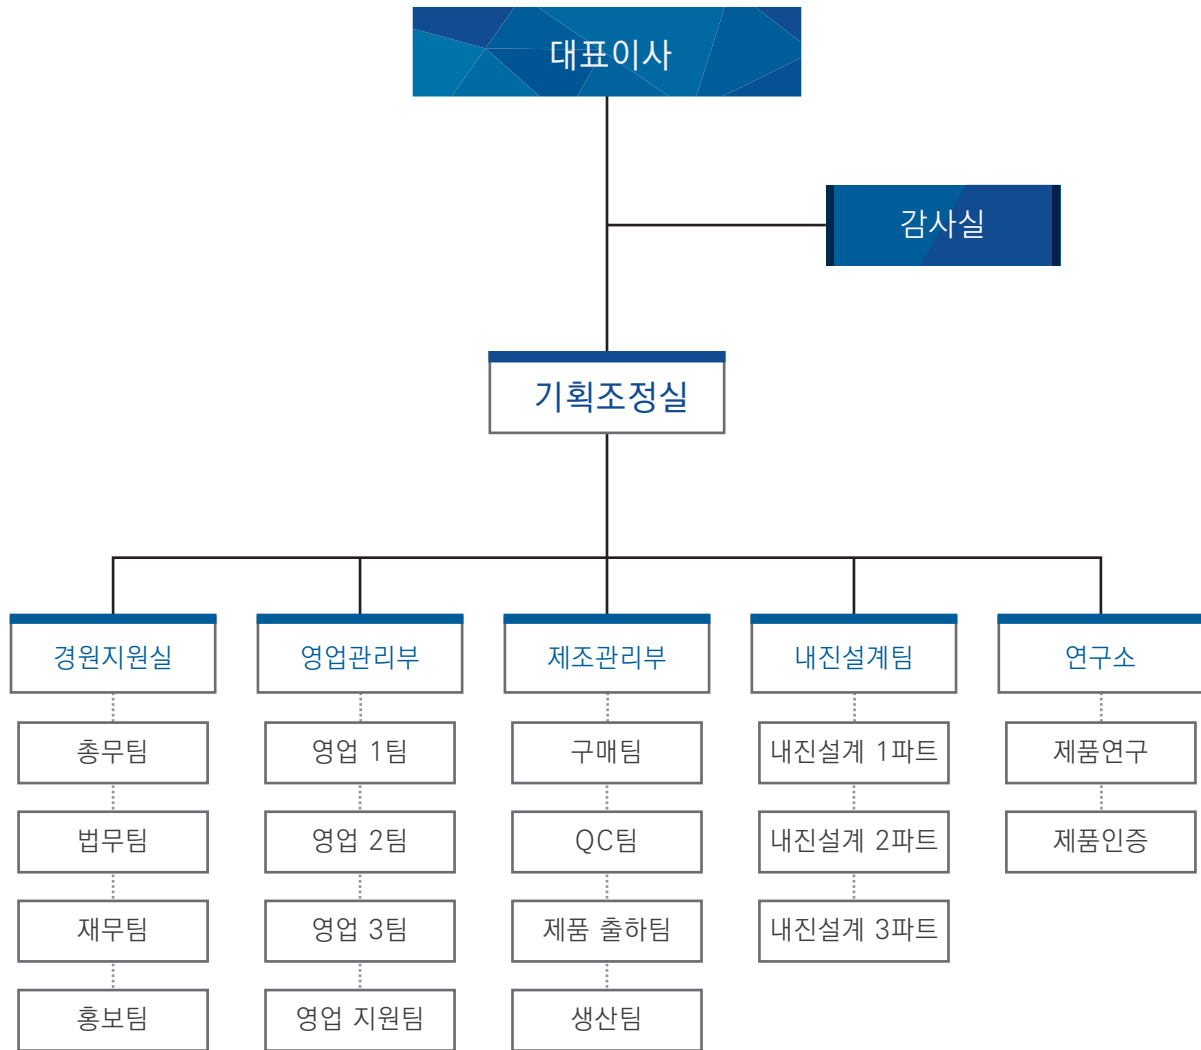 대표이사
감사실
기획조정실
경원지원실
영업관리부
제조관리부
내진설계팀
연구소
총무팀
영업 1팀
구매팀
내진설계 1파트
제품연구
법무팀
영업 2팀
QC팀
내진설계 2파트
제품인증
재무팀
영업 3팀
제품 출하팀
내진설계 3파트
홍보팀
영업 지원팀
생산팀